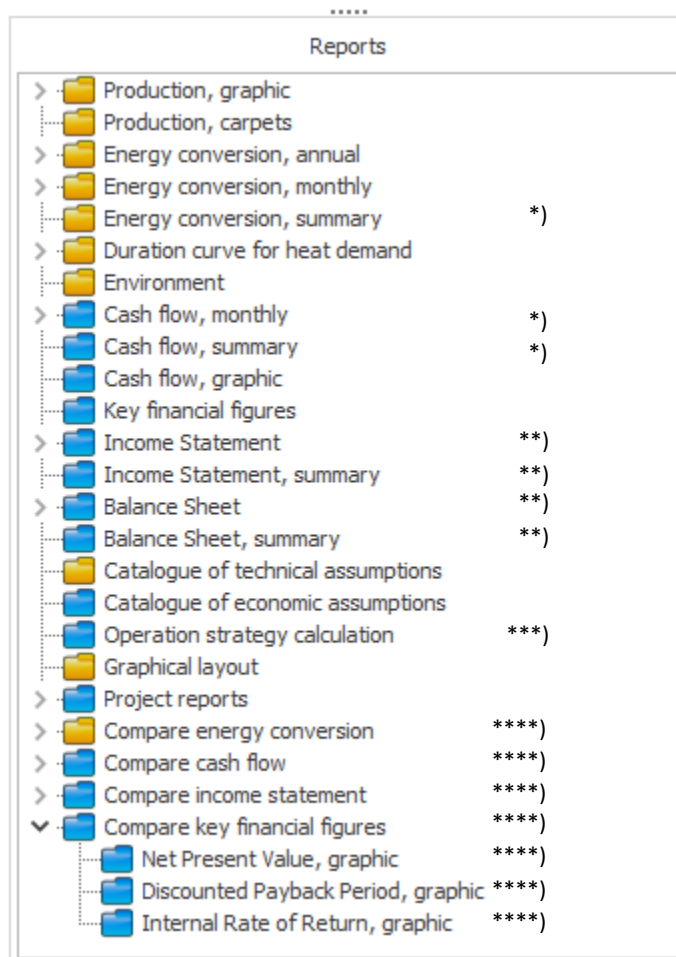 Reports
Production, graphic
Production, carpets
Energy conversion, annual
Energy conversion, monthly
Energy conversion, summary *)
Duration curve for heat demand
Environment
Cash flow, monthly *)
Cash flow, summary *)
Cash flow, graphic
Key financial figures
Income Statement **)
Income Statement, summary **)
Balance Sheet **)
Balance Sheet, summary **)
Catalogue of technical assumptions
Catalogue of economic assumptions
Operation strategy calculation ***)
Graphical layout
Project reports
Compare energy conversion ****)
Compare cash flow ****)
Compare income statement ****)
Compare key financial figures ****)
Net Present Value, graphic ****)
Discounted Payback Period, graphic ****)
Internal Rate of Return, graphic ****)